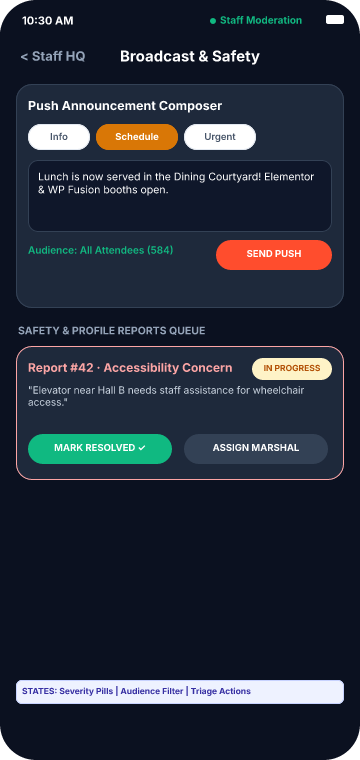 10:30 AM
● Staff Moderation
< Staff HQ
Broadcast & Safety
Push Announcement Composer
Info
Schedule
Urgent
Lunch is now served in the Dining Courtyard! Elementor
& WP Fusion booths open.
Audience: All Attendees (584)
SEND PUSH
SAFETY & PROFILE REPORTS QUEUE
Report #42 · Accessibility Concern
IN PROGRESS
"Elevator near Hall B needs staff assistance for wheelchair
access."
MARK RESOLVED ✓
ASSIGN MARSHAL
STATES: Severity Pills | Audience Filter | Triage Actions